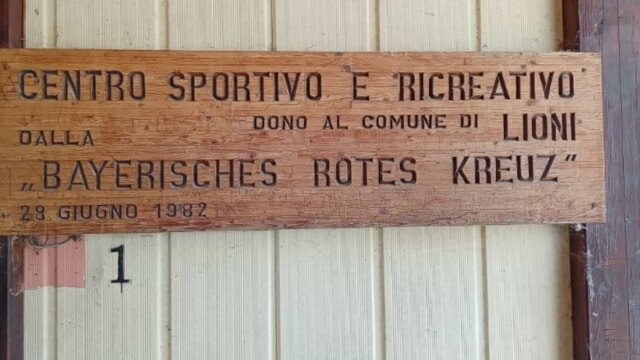 CENTRO SPORTIVO E RICREATIVO
DONO AL COMUNE DI LIONI
DALLA
„BAYERISCHES ROTES KREUZ"
28 GIUGNO 1982
1